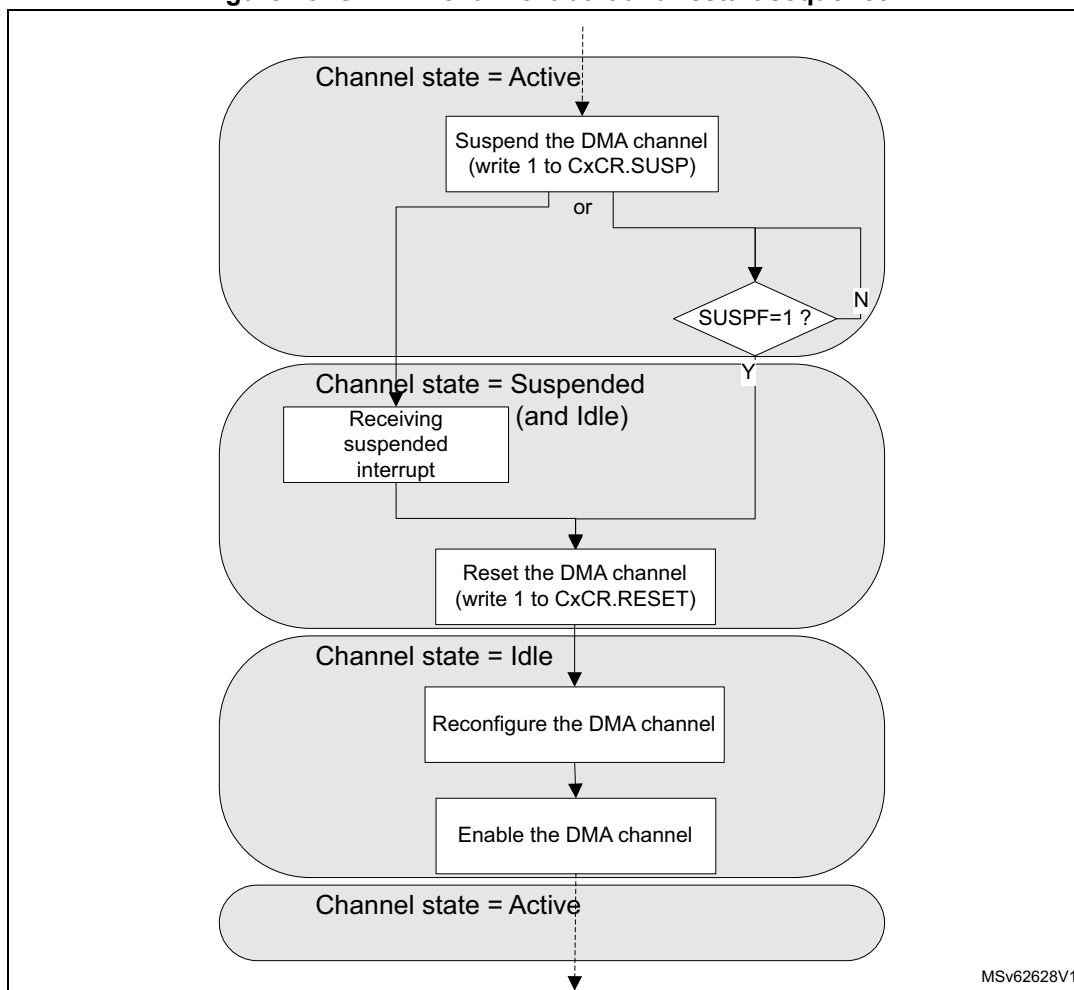 Channel state = Active
Suspend the DMA channel
(write 1 to CxCR.SUSP)
or
N
SUSPF=1 ?
Y
Channel state = Suspended
(and Idle)
Receiving
suspended
interrupt
Reset the DMA channel
(write 1 to CxCR.RESET)
Channel state = Idle
Reconfigure the DMA channel
Enable the DMA channel
Channel state = Active
MSv62628V1